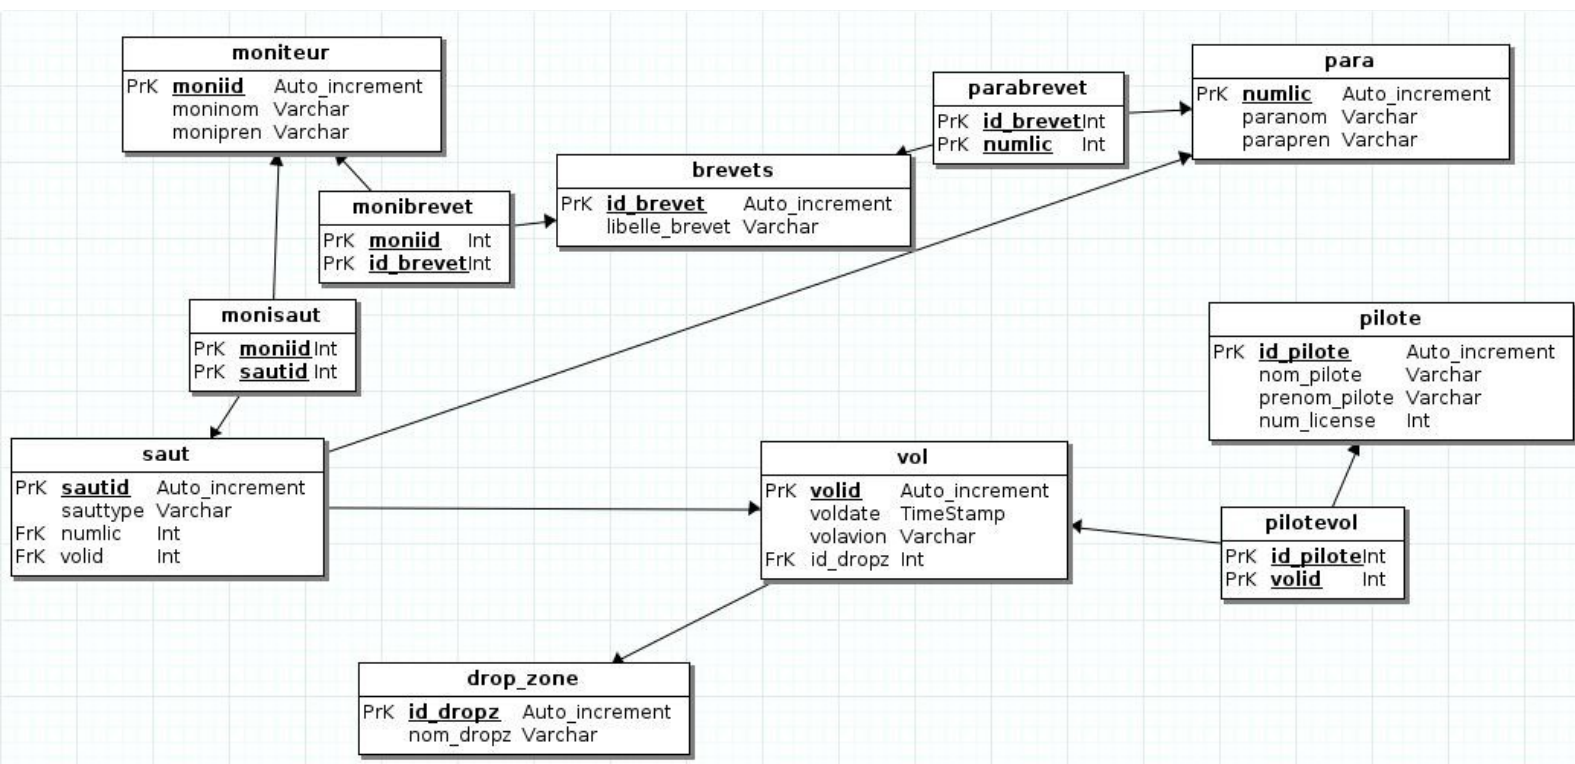 moniteur
PrK moniid Auto_increment
moninom Varchar
monipren Varchar
para
PrK numlic Auto_increment
paranom Varchar
parapren Varchar
parabrevet
PrK id_brevet Int
PrK numlic Int
brevets
PrK id_brevet Auto_increment
libelle_brevet Varchar
monibrevet
PrK moniid Int
PrK id_brevet Int
monisaut
PrK moniid Int
PrK sautid Int
pilote
PrK id_pilote Auto_increment
nom_pilote Varchar
prenom_pilote Varchar
num_license Int
saut
PrK sautid Auto_increment
sauttype Varchar
FrK numlic Int
FrK volid Int
vol
PrK volid Auto_increment
voldate TimeStamp
volavion Varchar
FrK id_dropz Int
pilotevol
PrK id_pilote Int
PrK volid Int
drop_zone
PrK id_dropz Auto_increment
nom_dropz Varchar